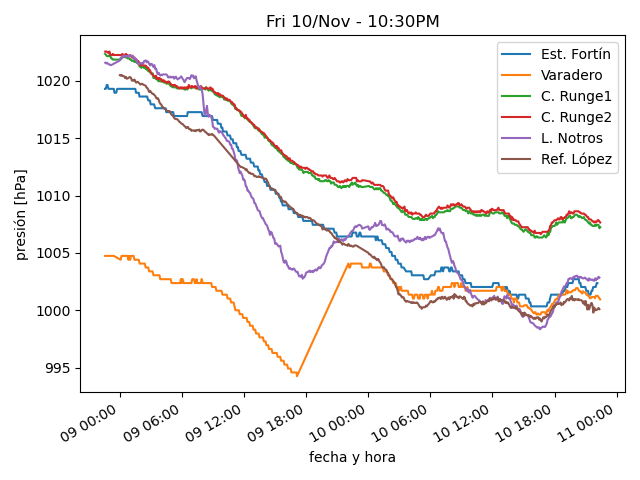 Fri 10/Nov - 10:30PM
Est. Fortín
Varadero
C. Runge1
C. Runge2
L. Notros
Ref. López
presión [hPa]
1020
1015
1010
1005
1000
995
09 00:00
09 06:00
09 12:00
09 18:00
10 00:00
10 06:00
10 12:00
10 18:00
11 00:00
fecha y hora